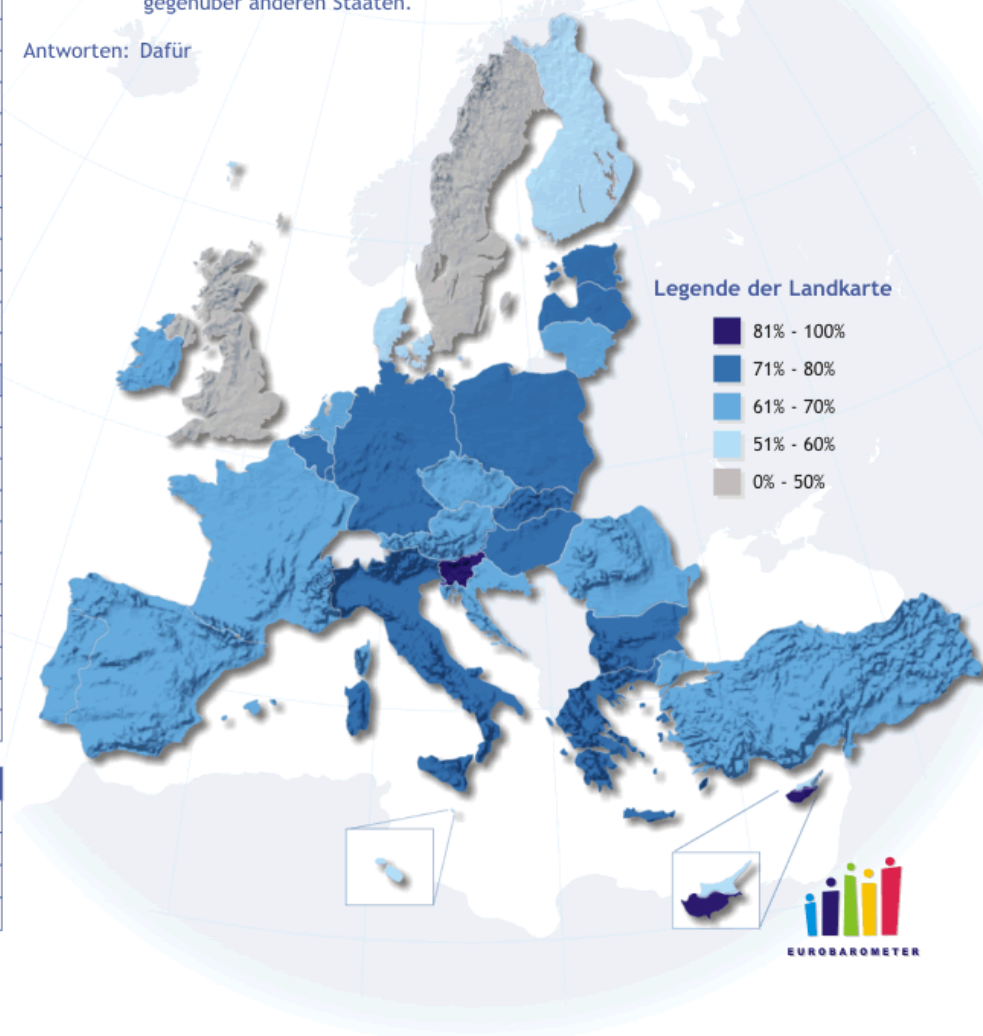 gegenüber anderen Staaten.
Antworten: Dafür
Legende der Landkarte
81% - 100%
71% - 80%
61% - 70%
51% - 60%
0% - 50%
EUROBAROMETER